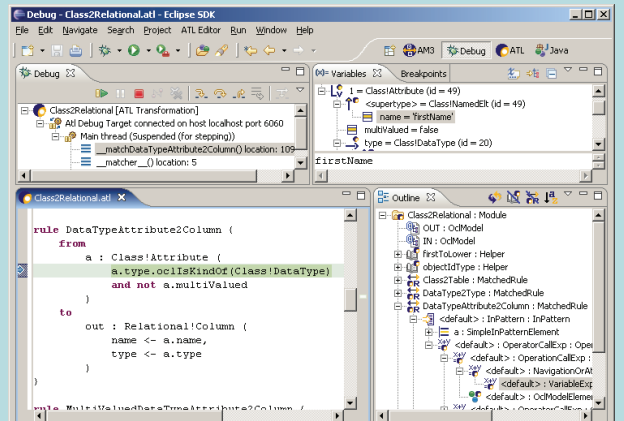 Debug - Class2Relational.atl - Eclipse SDK
File Edit Navigate Search Project ATL Editor Run Window Help
AM3 Debug ATL Java
Debug
Class2Relational [ATL Transformation]
Atl Debug Target connected on host localhost port 6060
Main thread (Suspended (for stepping))
__matchDataTypeAttribute2Column() location: 109
__matcher__() location: 5
(x)= Variables Breakpoints
1 = Class!Attribute (id = 49)
<supertype> = Class!NamedElt (id = 49)
name = 'firstName'
multiValued = false
type = Class!DataType (id = 20)
firstName
Class2Relational.atl
rule DataTypeAttribute2Column (
from
a : Class!Attribute (
a.type.oclIsKindOf(Class!DataType)
and not a.multiValued
)
to
out : Relational!Column (
name <- a.name,
type <- a.type
)
}
rule MultiValuedDataTypeAttribute2Column {
Outline
Class2Relational : Module
OUT : OclModel
IN : OclModel
firstToLower : Helper
objectIdType : Helper
Class2Table : MatchedRule
DataType2Type : MatchedRule
DataTypeAttribute2Column : MatchedRule
<default> : InPattern : InPattern
a : SimpleInPatternElement
<default> : OperatorCallExp : Oper
<default> : OperationCallExp :
<default> : NavigationOrAt
<default> : VariableExp
<default> : OclModelElemen
<default> : OperatorCallExp :